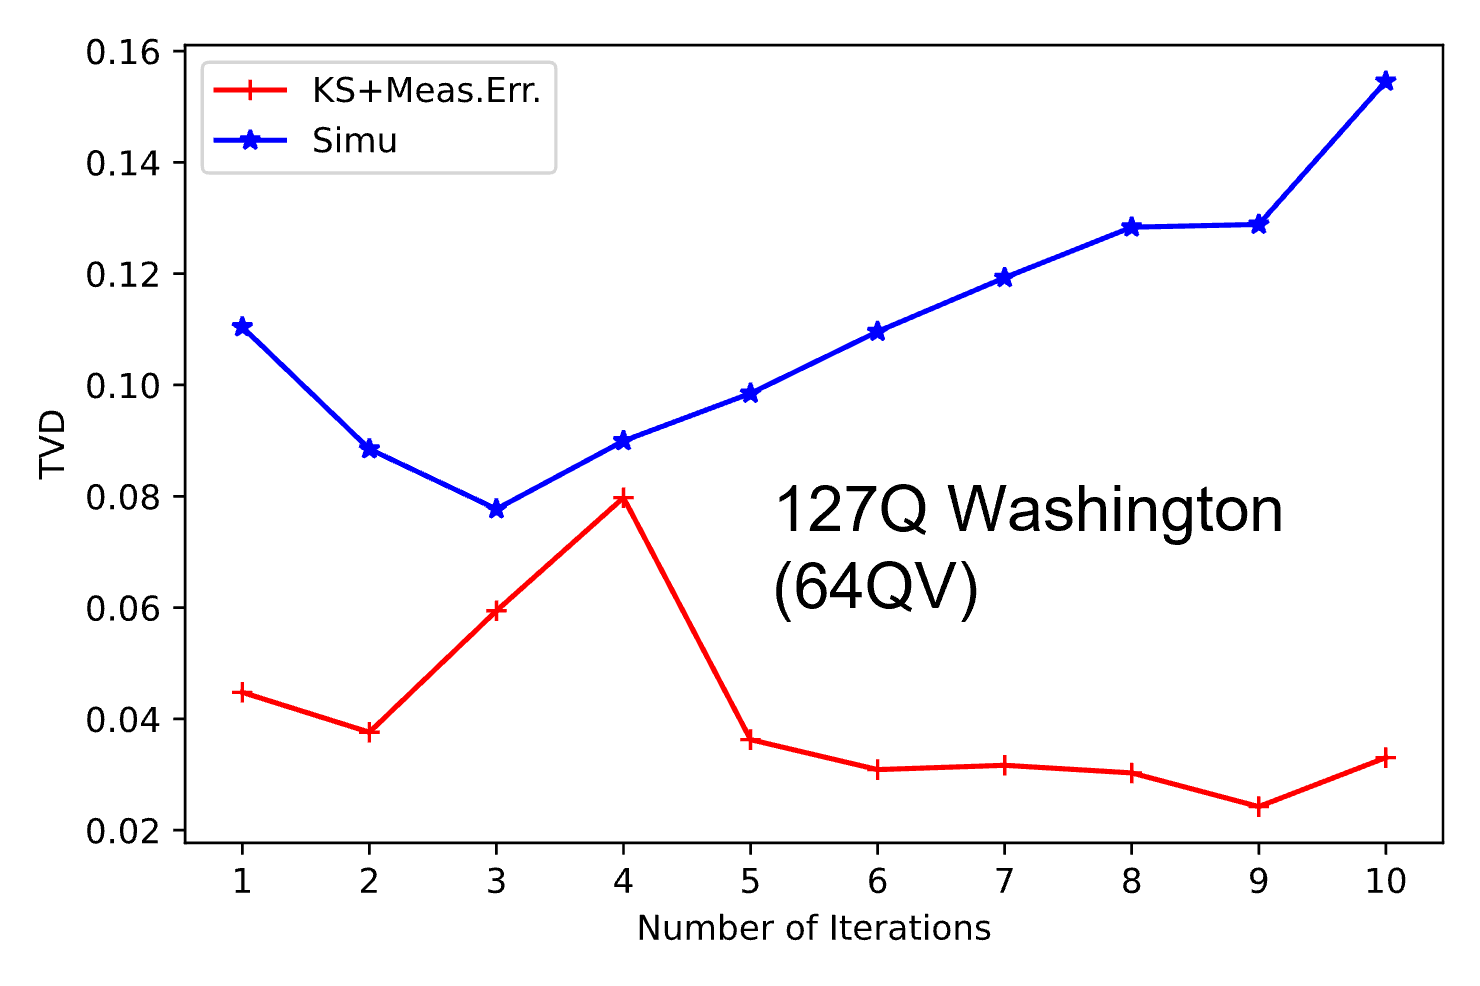 0.16
0.14
0.12
0.10
0.08
0.06
0.04
0.02
TVD
KS+Meas.Err.
Simu
127Q Washington
(64QV)
1 2 3 4 5 6 7 8 9 10
Number of Iterations